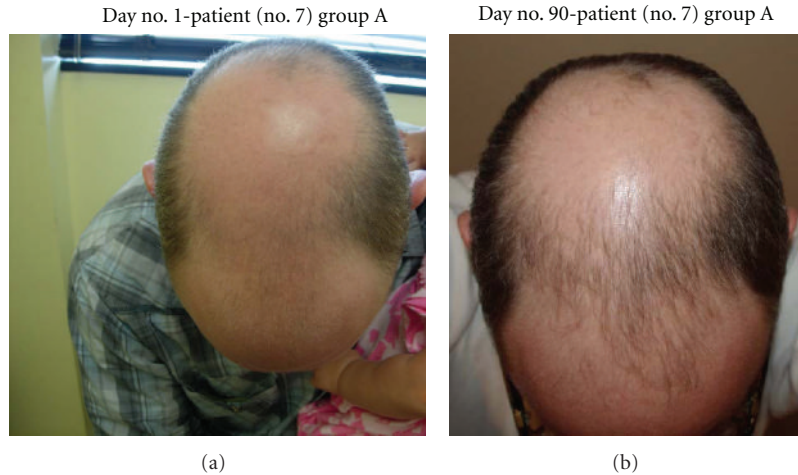 Day no. 1-patient (no. 7) group A
Day no. 90-patient (no. 7) group A
(a)
(b)